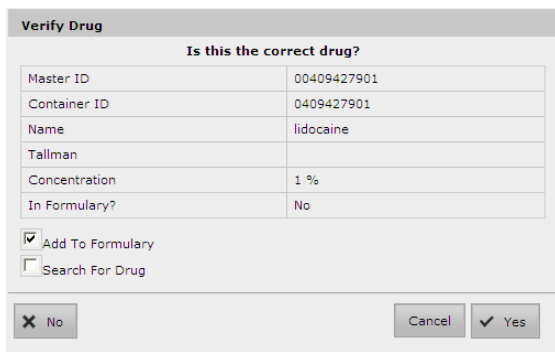 Verify Drug
Is this the correct drug?
Master ID 00409427901
Container ID 0409427901
Name lidocaine
Tallman
Concentration 1 %
In Formulary? No
Add To Formulary
Search For Drug
No Cancel Yes